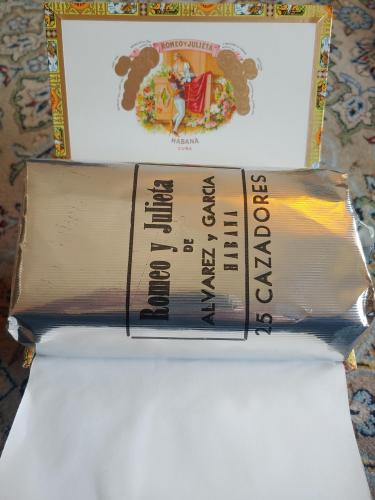 ROMEO Y JULIETA
HABANA
CUBA
Romeo y Julieta
DE
ALVAREZ y GARCIA
HABANA
25 CAZADORES